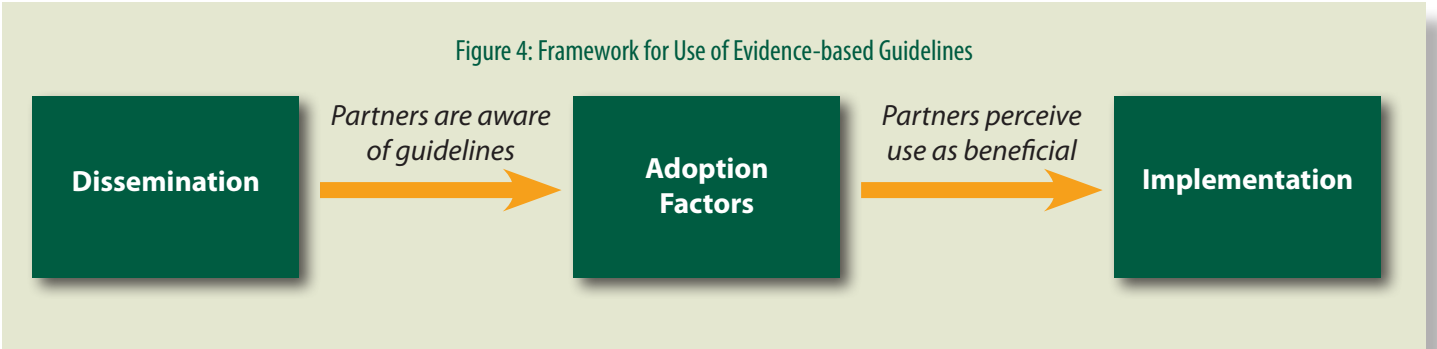 Figure 4: Framework for Use of Evidence-based Guidelines
Dissemination
Partners are aware
of guidelines
Adoption
Factors
Partners perceive
use as beneficial
Implementation